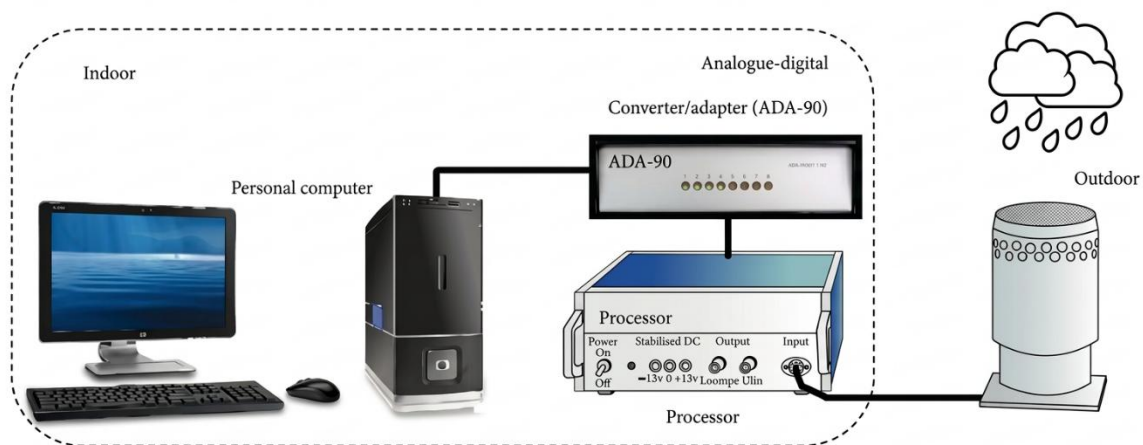 Indoor
Analogue-digital
Converter/adapter (ADA-90)
ADA-90
1 2 3 4 5 6 7 8
Personal computer
Outdoor
Processor
Power
On
Off
Stabilised DC
Output
Input
−13v 0 +13v
Loompe Ulin
Processor